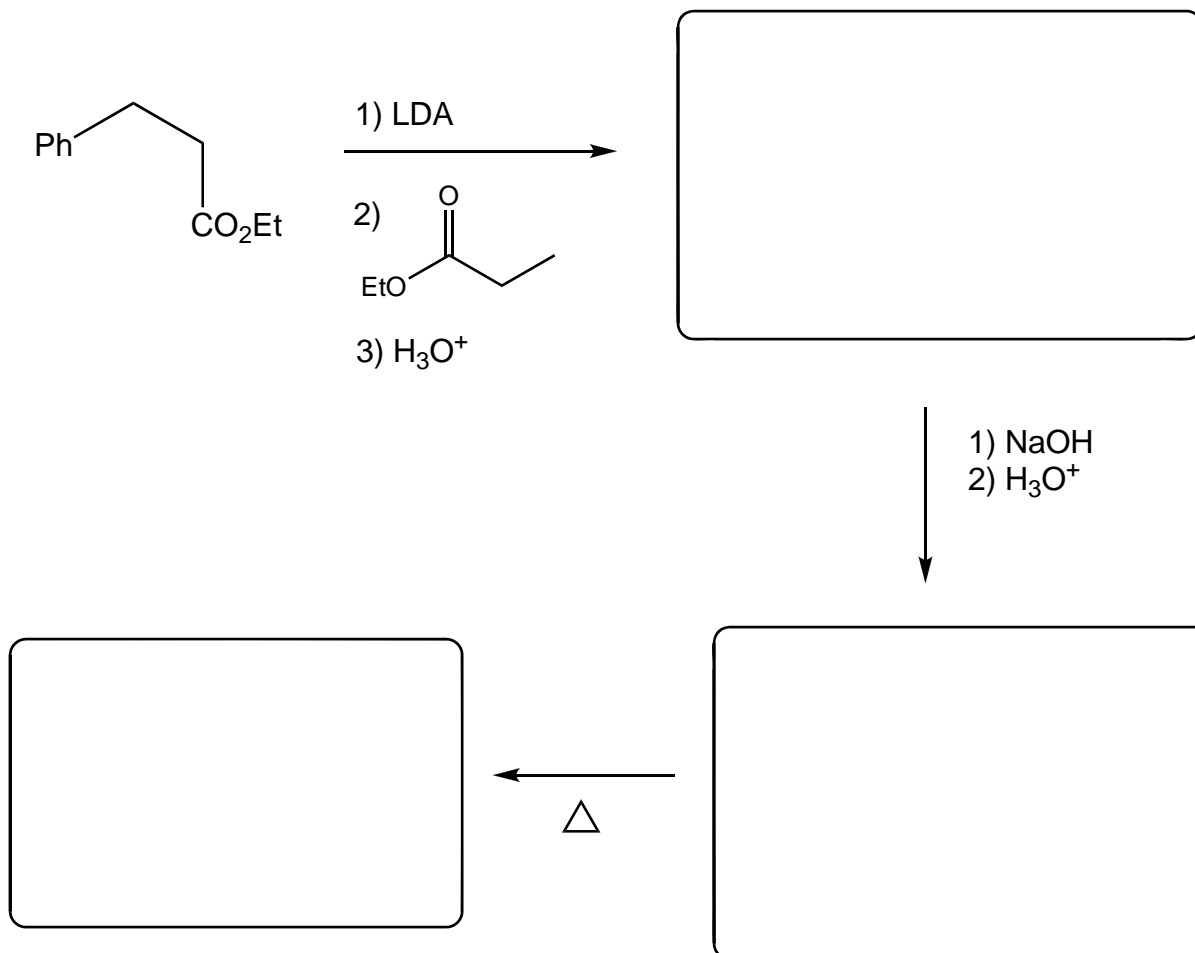 Ph
CO₂Et
1) LDA
2)
O
EtO
3) H₃O⁺
1) NaOH
2) H₃O⁺